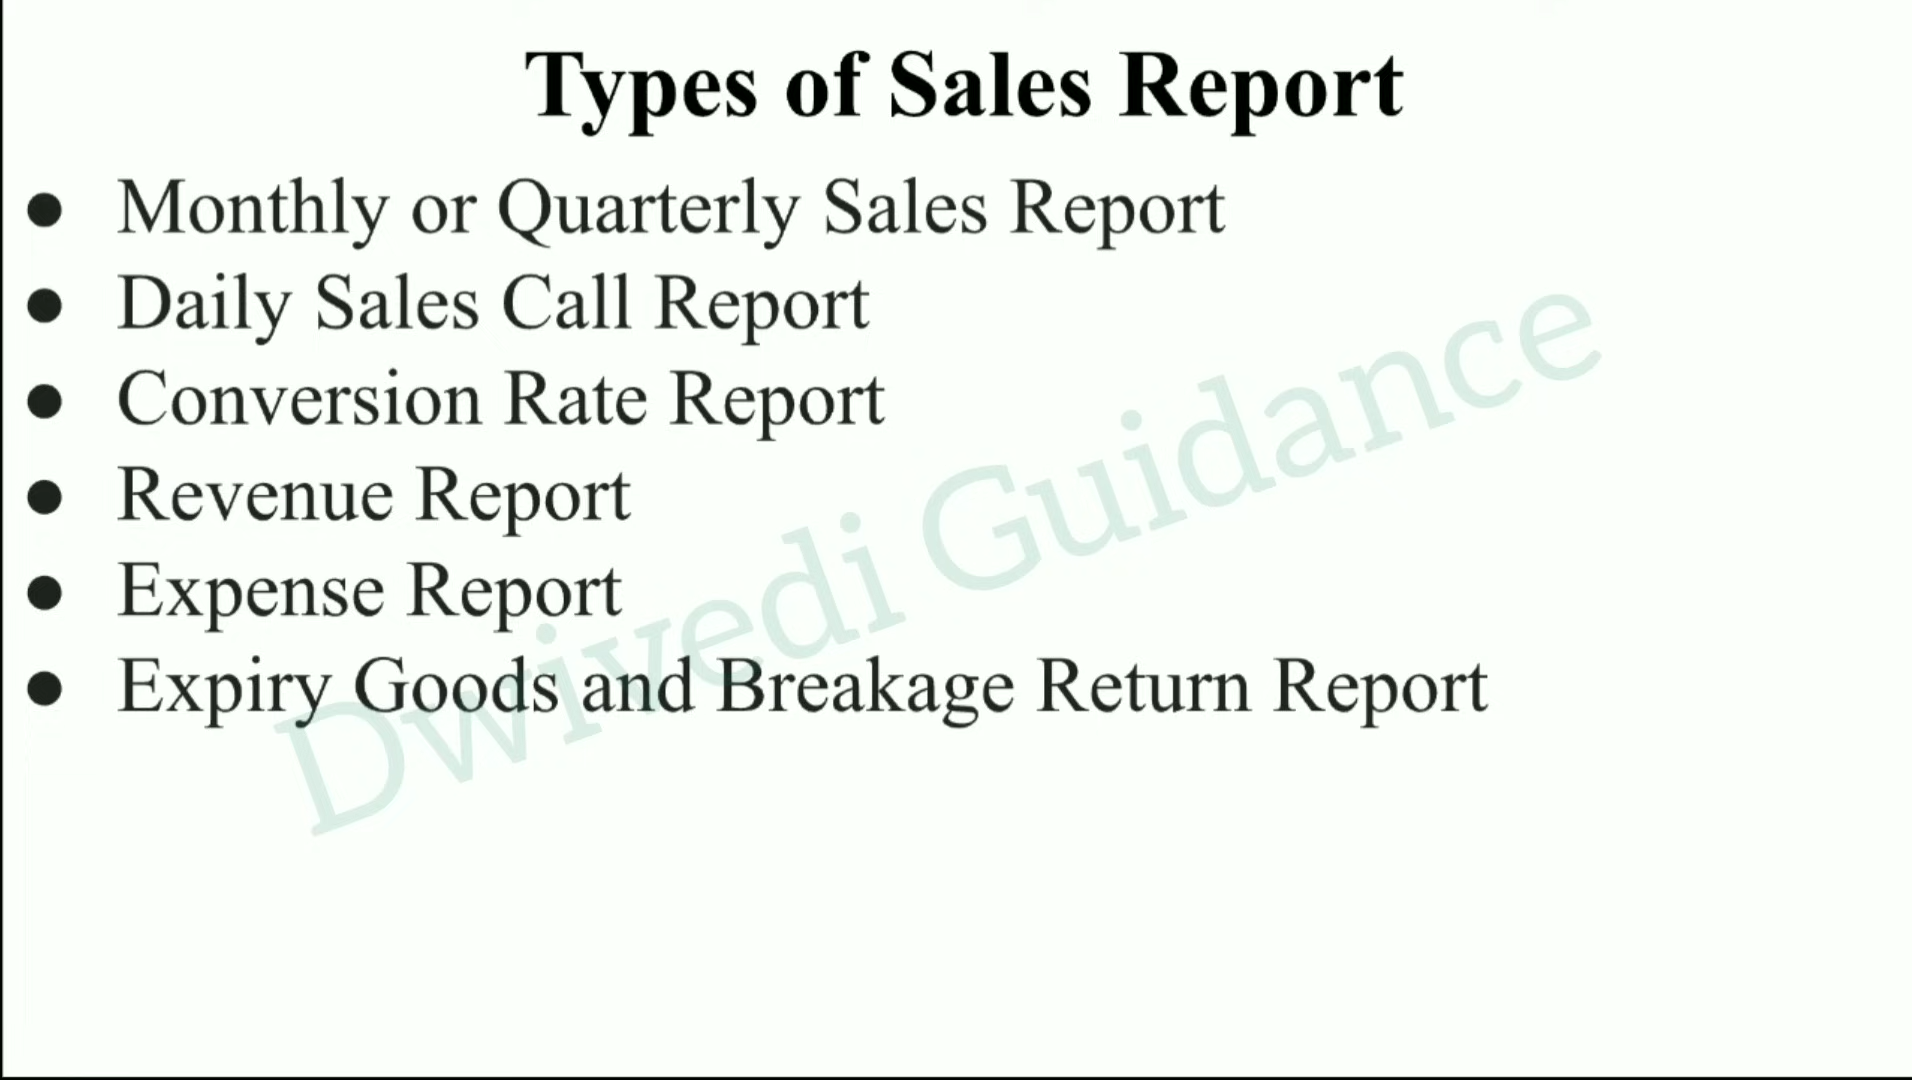 Types of Sales Report
● Monthly or Quarterly Sales Report
● Daily Sales Call Report
● Conversion Rate Report
● Revenue Report
● Expense Report
● Expiry Goods and Breakage Return Report
Dwivedi Guidance